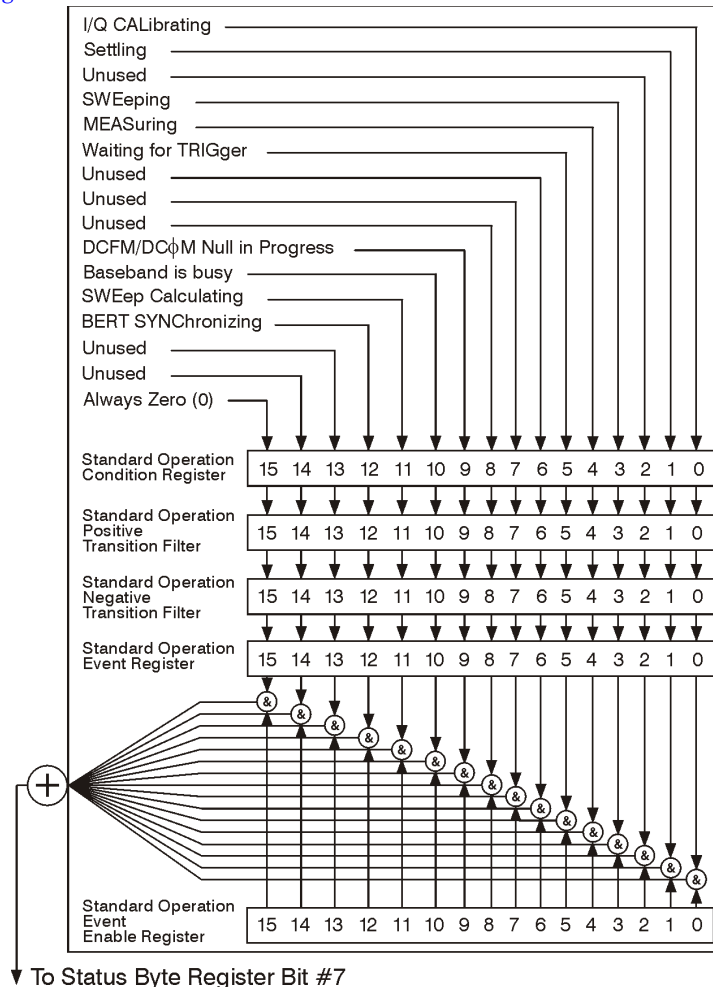 g
I/Q CALibrating
Settling
Unused
SWEeping
MEASuring
Waiting for TRIGger
Unused
Unused
Unused
DCFM/DCϕM Null in Progress
Baseband is busy
SWEep Calculating
BERT SYNChronizing
Unused
Unused
Always Zero (0)
Standard Operation
Condition Register
15 14 13 12 11 10 9 8 7 6 5 4 3 2 1 0
Standard Operation
Positive
Transition Filter
15 14 13 12 11 10 9 8 7 6 5 4 3 2 1 0
Standard Operation
Negative
Transition Filter
15 14 13 12 11 10 9 8 7 6 5 4 3 2 1 0
Standard Operation
Event Register
15 14 13 12 11 10 9 8 7 6 5 4 3 2 1 0
& & & & & & & & & & & & & & & &
+
Standard Operation
Event
Enable Register
15 14 13 12 11 10 9 8 7 6 5 4 3 2 1 0
To Status Byte Register Bit #7